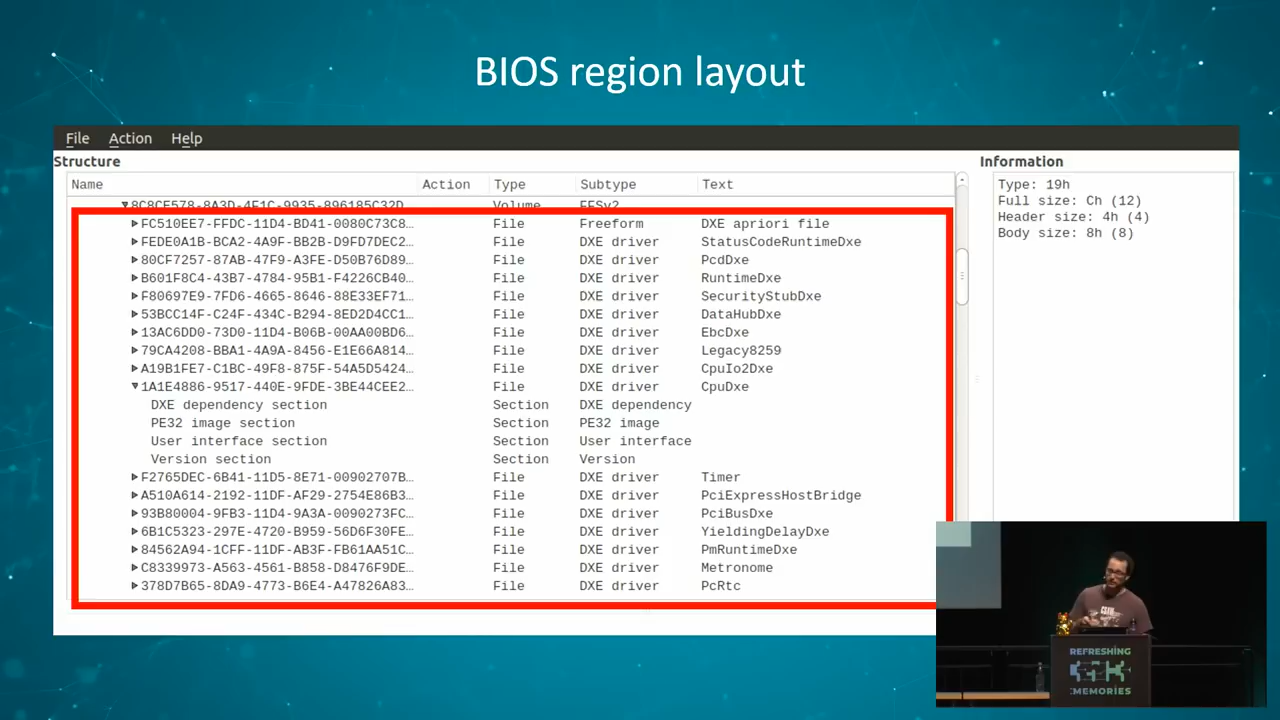 BIOS region layout
File Action Help
Structure
Information
Name Action Type Subtype Text
8C8CE578-8A3D-4F1C-9935-896185C32D Volume FFSv2
FC510EE7-FFDC-11D4-BD41-0080C73C8… File Freeform DXE apriori file
FEDE0A1B-BCA2-4A9F-BB2B-D9FD7DEC2… File DXE driver StatusCodeRuntimeDxe
80CF7257-87AB-47F9-A3FE-D50B76D89… File DXE driver PcdDxe
B601F8C4-43B7-4784-95B1-F4226CB40… File DXE driver RuntimeDxe
F80697E9-7FD6-4665-8646-88E33EF71… File DXE driver SecurityStubDxe
53BCC14F-C24F-434C-B294-8ED2D4CC1… File DXE driver DataHubDxe
13AC6DD0-73D0-11D4-B06B-00AA00BD6… File DXE driver EbcDxe
79CA4208-BBA1-4A9A-8456-E1E66A814… File DXE driver Legacy8259
A19B1FE7-C1BC-49F8-875F-54A5D5424… File DXE driver CpuIo2Dxe
1A1E4886-9517-440E-9FDE-3BE44CEE2… File DXE driver CpuDxe
DXE dependency section Section DXE dependency
PE32 image section Section PE32 image
User interface section Section User interface
Version section Section Version
F2765DEC-6B41-11D5-8E71-00902707B… File DXE driver Timer
A510A614-2192-11DF-AF29-2754E86B3… File DXE driver PciExpressHostBridge
93B80004-9FB3-11D4-9A3A-0090273FC… File DXE driver PciBusDxe
6B1C5323-297E-4720-B959-56D6F30FE… File DXE driver YieldingDelayDxe
84562A94-1CFF-11DF-AB3F-FB61AA51C… File DXE driver PmRuntimeDxe
C8339973-A563-4561-B858-D8476F9DE… File DXE driver Metronome
378D7B65-8DA9-4773-B6E4-A47826A83… File DXE driver PcRtc
Type: 19h
Full size: Ch (12)
Header size: 4h (4)
Body size: 8h (8)
REFRESHING
MEMORIES